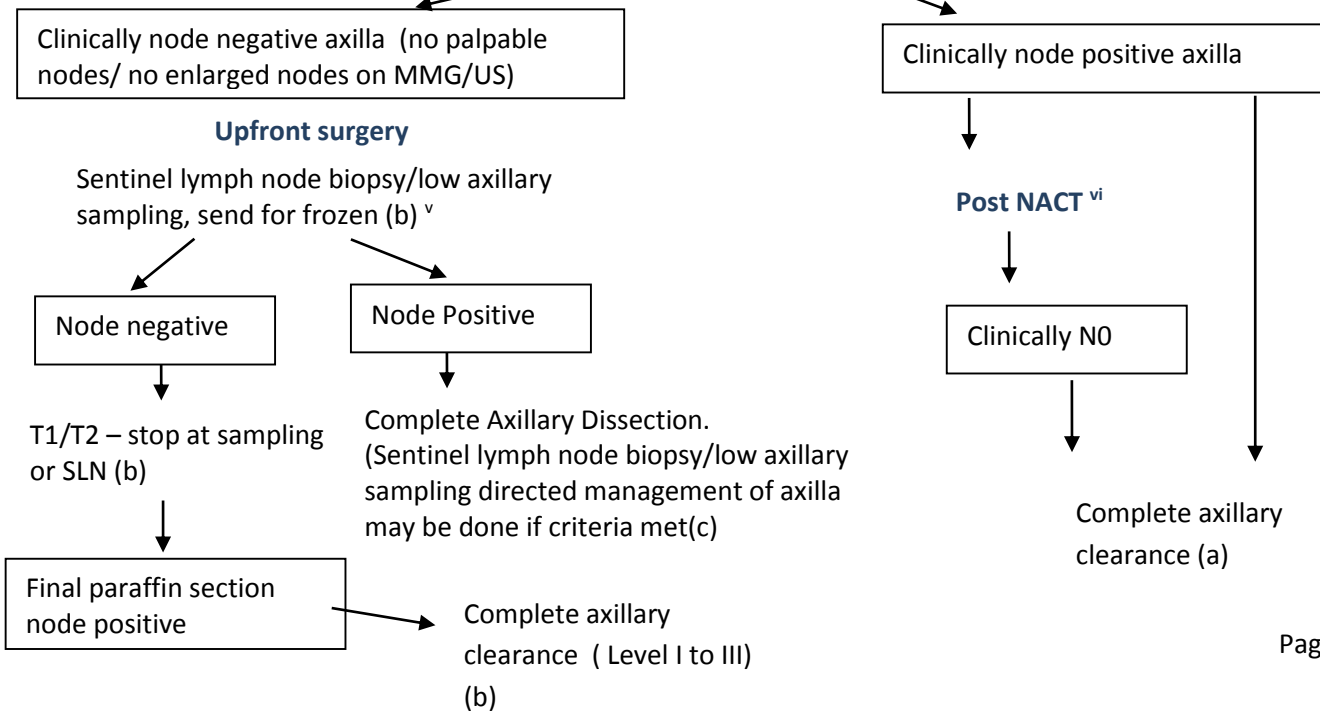 Clinically node negative axilla (no palpable
nodes/ no enlarged nodes on MMG/US)
Upfront surgery
Sentinel lymph node biopsy/low axillary
sampling, send for frozen (b) v
Node negative
Node Positive
T1/T2 – stop at sampling
or SLN (b)
Complete Axillary Dissection.
(Sentinel lymph node biopsy/low axillary
sampling directed management of axilla
may be done if criteria met(c)
Final paraffin section
node positive
Complete axillary
clearance ( Level I to III)
(b)
Clinically node positive axilla
Post NACT vi
Clinically N0
Complete axillary
clearance (a)
Pag